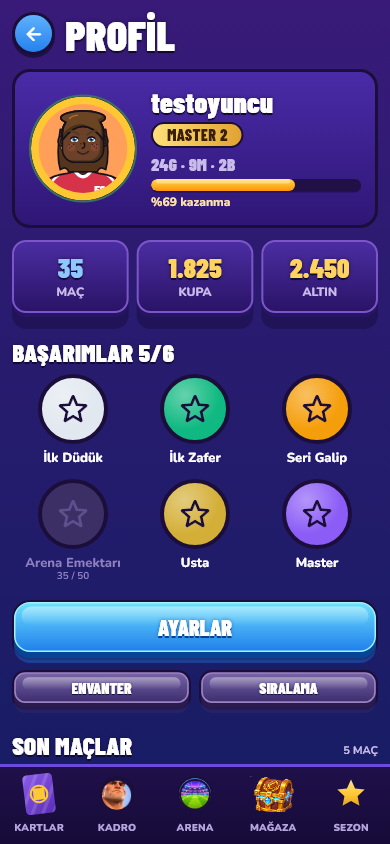 PROFİL
testoyuncu
MASTER 2
24G · 9M · 2B
%69 kazanma
35
MAÇ
1.825
KUPA
2.450
ALTIN
BAŞARIMLAR 5/6
İlk Düdük
İlk Zafer
Seri Galip
Arena Emektarı
35 / 50
Usta
Master
AYARLAR
ENVANTER
SIRALAMA
SON MAÇLAR
5 MAÇ
KARTLAR
KADRO
ARENA
MAĞAZA
SEZON